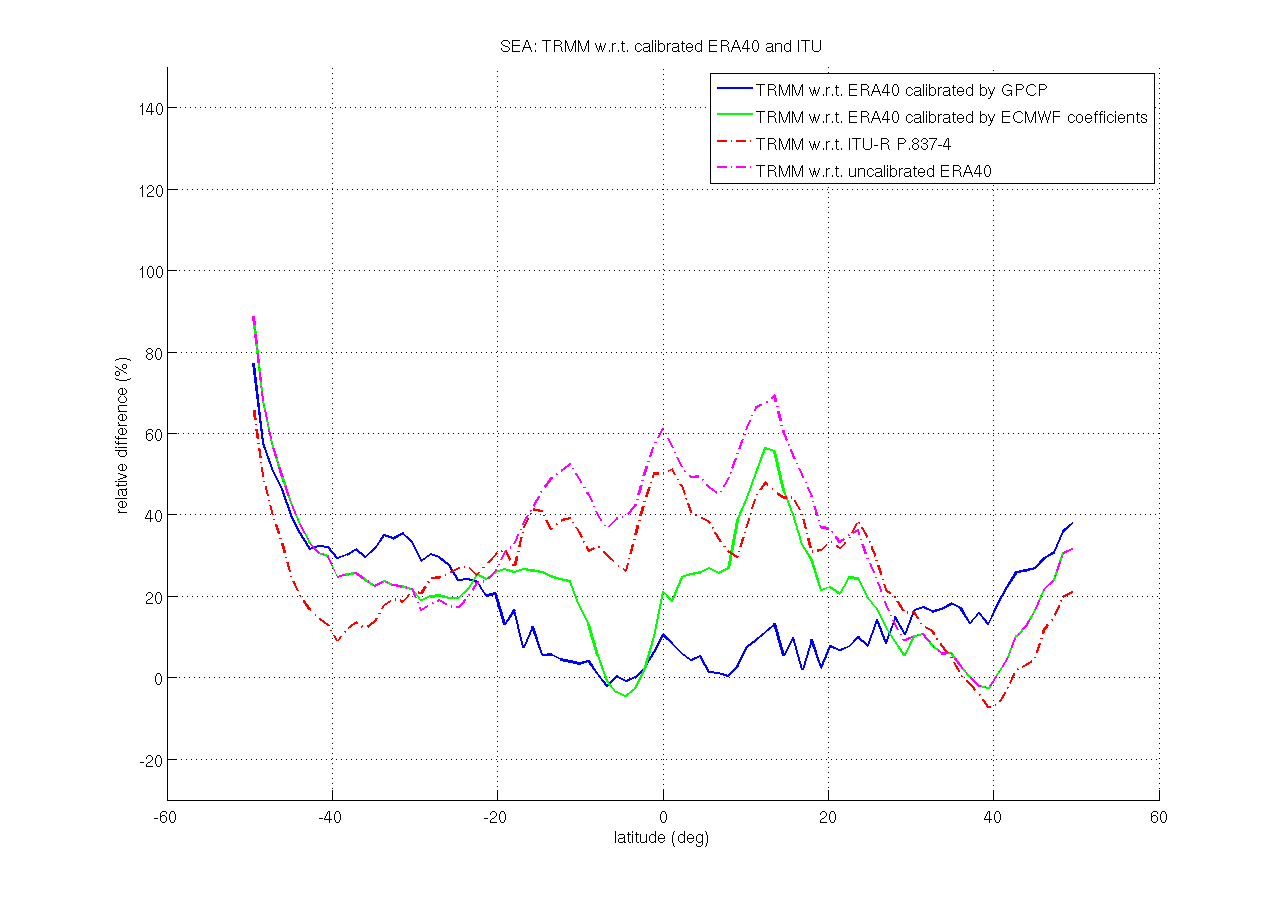 SEA: TRMM w.r.t. calibrated ERA40 and ITU
TRMM w.r.t. ERA40 calibrated by GPCP
TRMM w.r.t. ERA40 calibrated by ECMWF coefficients
TRMM w.r.t. ITU-R P.837-4
TRMM w.r.t. uncalibrated ERA40
relative difference (%)
140
120
100
80
60
40
20
0
-20
-60 -40 -20 0 20 40 60
latitude (deg)